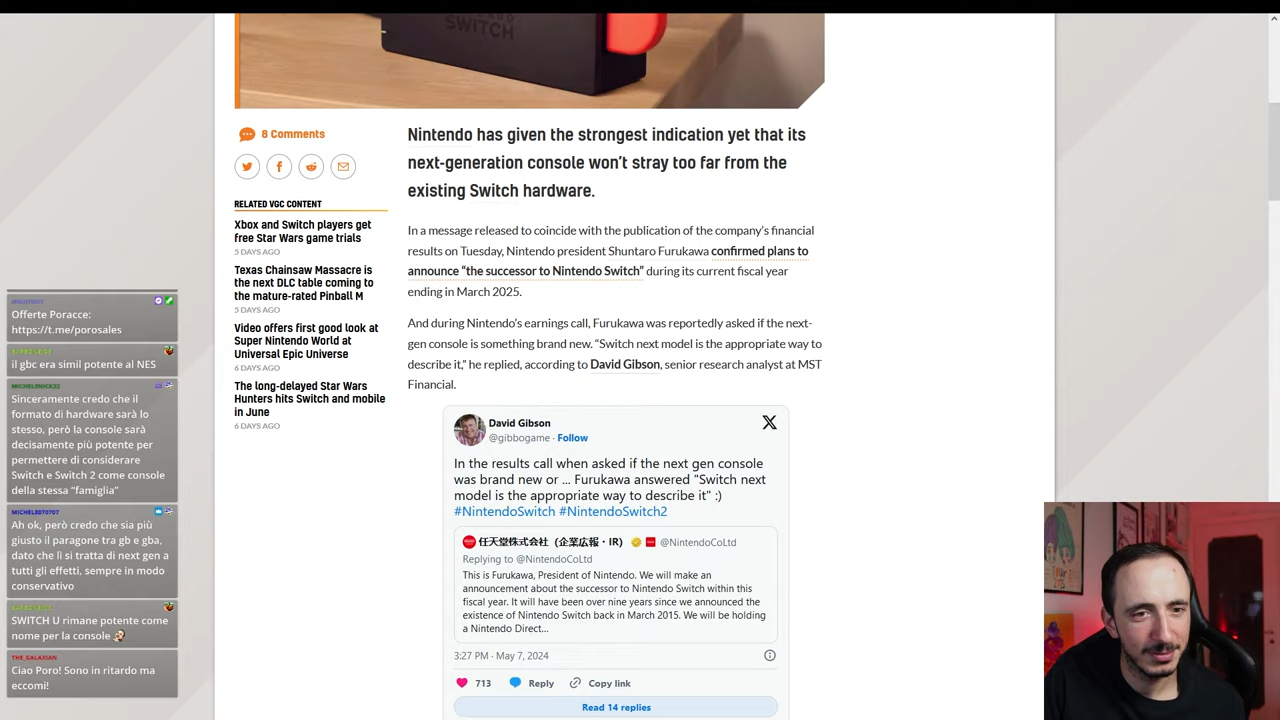 SWITCH
8 Comments
RELATED VGC CONTENT
Xbox and Switch players get
free Star Wars game trials
5 DAYS AGO
Texas Chainsaw Massacre is
the next DLC table coming to
the mature-rated Pinball M
5 DAYS AGO
Video offers first good look at
Super Nintendo World at
Universal Epic Universe
6 DAYS AGO
The long-delayed Star Wars
Hunters hits Switch and mobile
in June
6 DAYS AGO
Nintendo has given the strongest indication yet that its
next-generation console won’t stray too far from the
existing Switch hardware.
In a message released to coincide with the publication of the company’s financial
results on Tuesday, Nintendo president Shuntaro Furukawa confirmed plans to
announce “the successor to Nintendo Switch” during its current fiscal year
ending in March 2025.
And during Nintendo’s earnings call, Furukawa was reportedly asked if the next-
gen console is something brand new. “Switch next model is the appropriate way to
describe it,” he replied, according to David Gibson, senior research analyst at MST
Financial.
David Gibson
@gibbogame · Follow
X
In the results call when asked if the next gen console
was brand new or ... Furukawa answered "Switch next
model is the appropriate way to describe it" :)
#NintendoSwitch #NintendoSwitch2
任天堂株式会社（企業広報・IR） @NintendoCoLtd
Replying to @NintendoCoLtd
This is Furukawa, President of Nintendo. We will make an
announcement about the successor to Nintendo Switch within this
fiscal year. It will have been over nine years since we announced the
existence of Nintendo Switch back in March 2015. We will be holding
a Nintendo Direct...
3:27 PM · May 7, 2024
713 Reply Copy link
Read 14 replies
Offerte Poracce:
https://t.me/porosales
il gbc era simil potente al NES
MICHELENICK22
Sinceramente credo che il
formato di hardware sarà lo
stesso, però la console sarà
decisamente più potente per
permettere di considerare
Switch e Switch 2 come console
della stessa “famiglia”
MICHEL8070707
Ah ok, però credo che sia più
giusto il paragone tra gb e gba,
dato che lì si tratta di next gen a
tutti gli effetti, sempre in modo
conservativo
SWITCH U rimane potente come
nome per la console
THE_GALAXIAN
Ciao Poro! Sono in ritardo ma
eccomi!